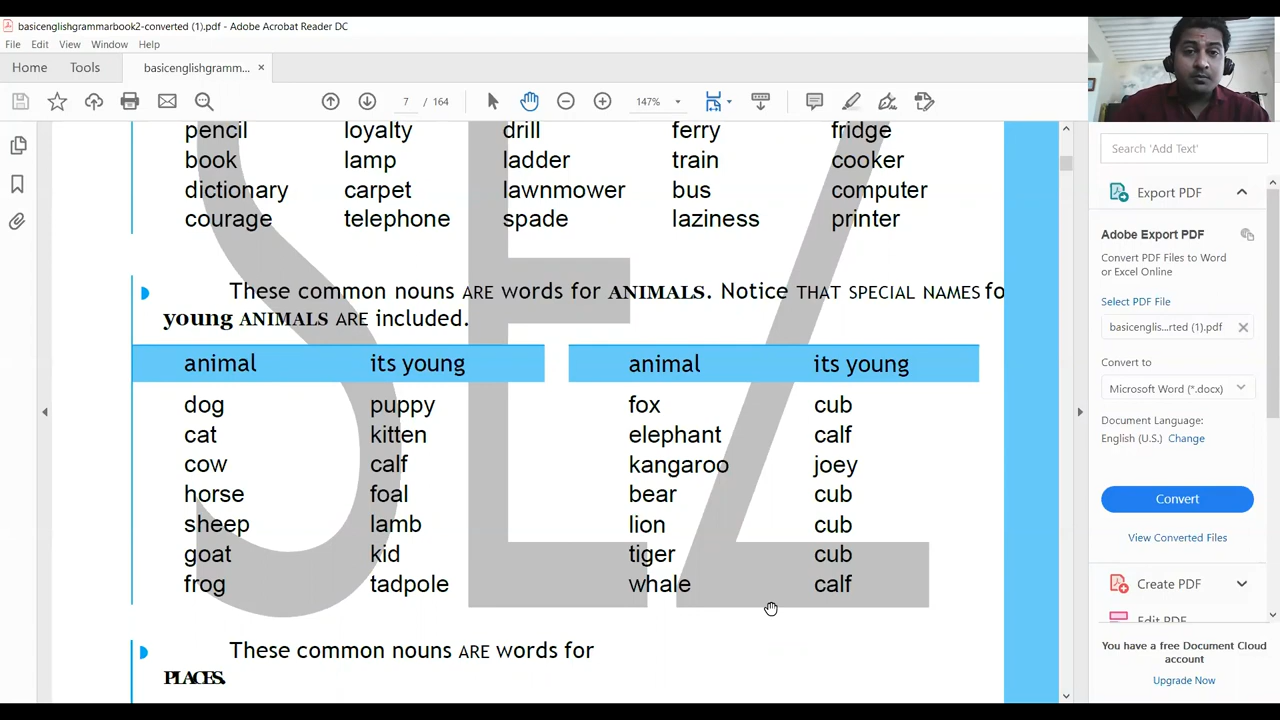 basicenglishgrammarbook2-converted (1).pdf - Adobe Acrobat Reader DC
File Edit View Window Help
Home Tools basicenglishgramm... ×
7 / 164 147%
pencil loyalty drill ferry fridge
book lamp ladder train cooker
dictionary carpet lawnmower bus computer
courage telephone spade laziness printer
These common nouns ARE words for ANIMALS. Notice THAT SPECIAL NAMES fo
young ANIMALS ARE included.
animal its young animal its young
dog puppy fox cub
cat kitten elephant calf
cow calf kangaroo joey
horse foal bear cub
sheep lamb lion cub
goat kid tiger cub
frog tadpole whale calf
These common nouns ARE words for
PLACES.
SEZ
Search 'Add Text'
Export PDF
Adobe Export PDF
Convert PDF Files to Word
or Excel Online
Select PDF File
basicenglis...rted (1).pdf
Convert to
Microsoft Word (*.docx)
Document Language:
English (U.S.) Change
Convert
View Converted Files
Create PDF
Edit PDF
You have a free Document Cloud
account
Upgrade Now